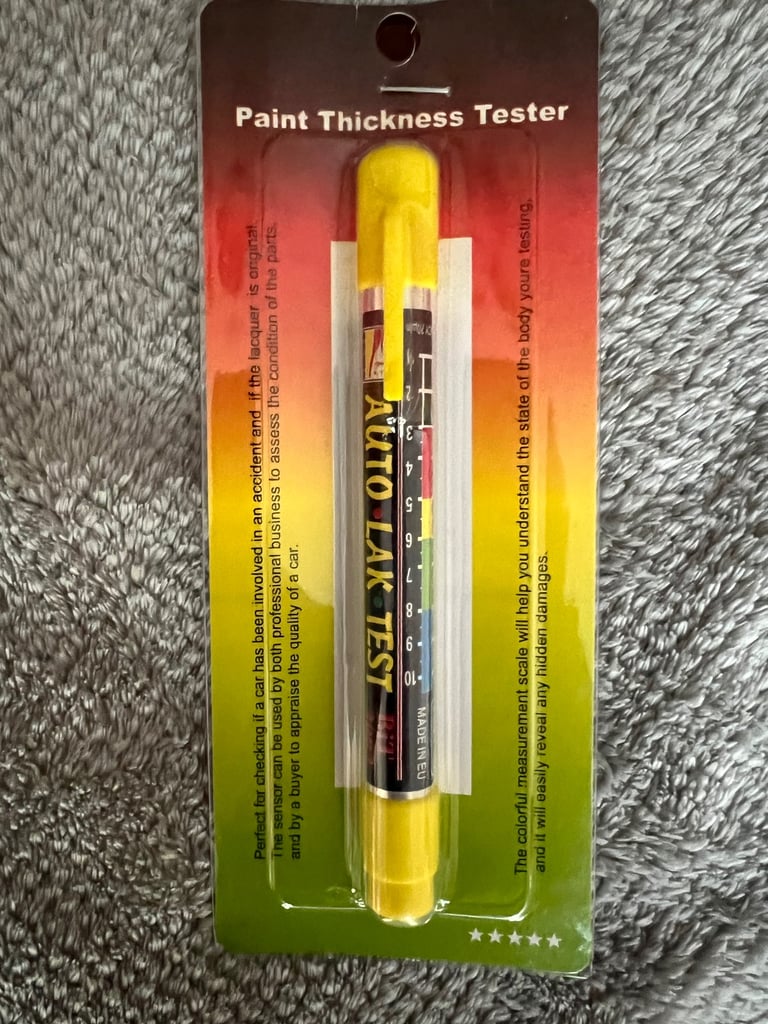 Paint Thickness Tester
Perfect for checking if a car has been involved in an accident and if the lacquer is original.
The sensor can be used by both professional business to assess the condition of the parts,
and by a buyer to appraise the quality of a car.
AUTO • LAK • TEST
1
2
3
4
5
6
7
8
9
10
MADE IN EU
The colorful measurement scale will help you understand the state of the body youre testing,
and it will easily reveal any hidden damages.